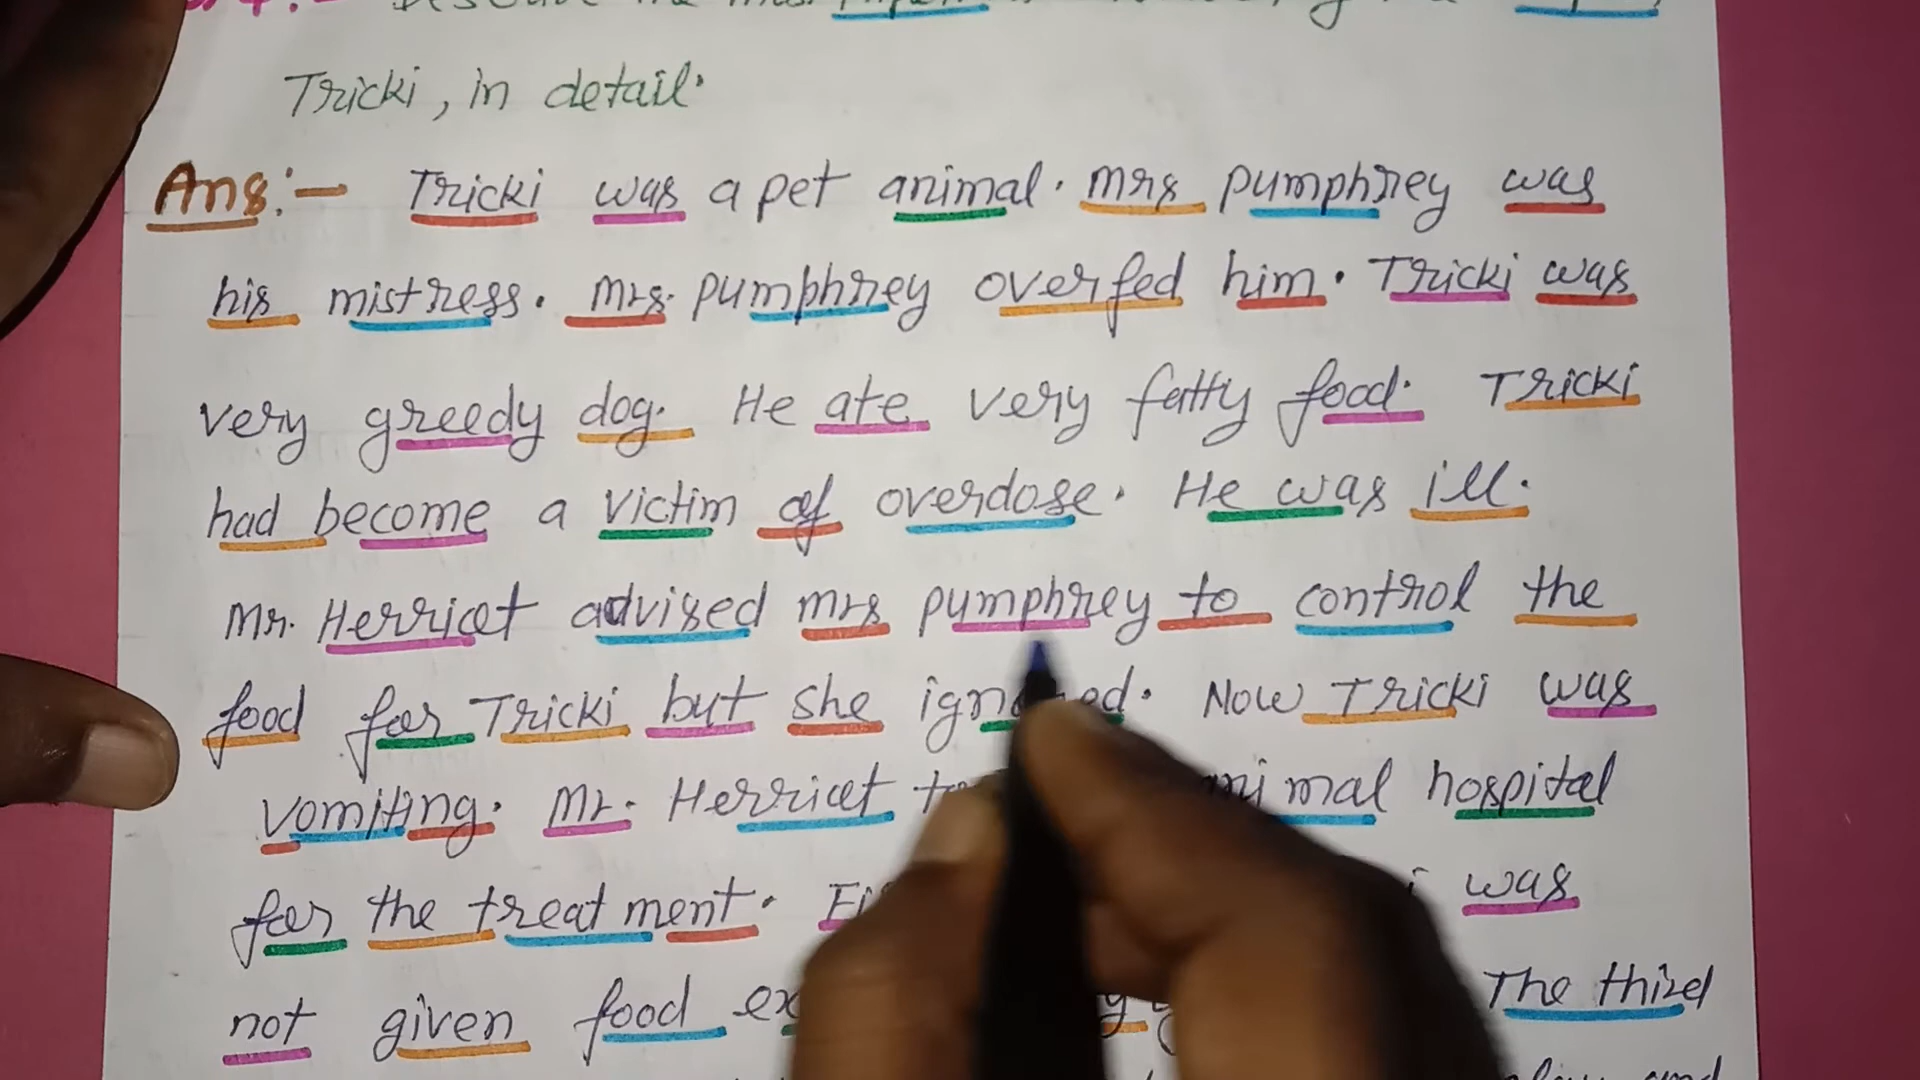 Tricki, in detail.
Ans:- Tricki was a pet animal. Mrs Pumphrey was
his mistress. Mrs. Pumphrey overfed him. Tricki was
very greedy dog. He ate very fatty food. Tricki
had become a victim of overdose. He was ill.
Mr. Herriot advised Mrs Pumphrey to control the
food for Tricki but she ignored. Now Tricki was
vomiting. Mr. Herriot mal hospital
for the treatment. was
not given food The third
and